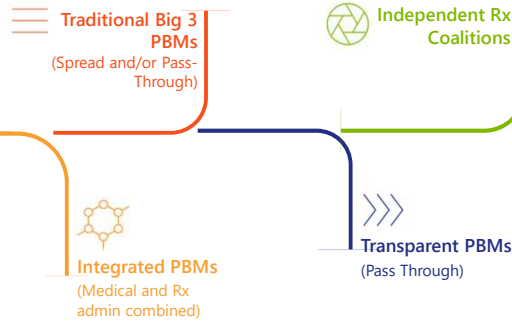 Traditional Big 3
PBMs
(Spread and/or Pass-
Through)
Independent Rx
Coalitions
Integrated PBMs
(Medical and Rx
admin combined)
Transparent PBMs
(Pass Through)